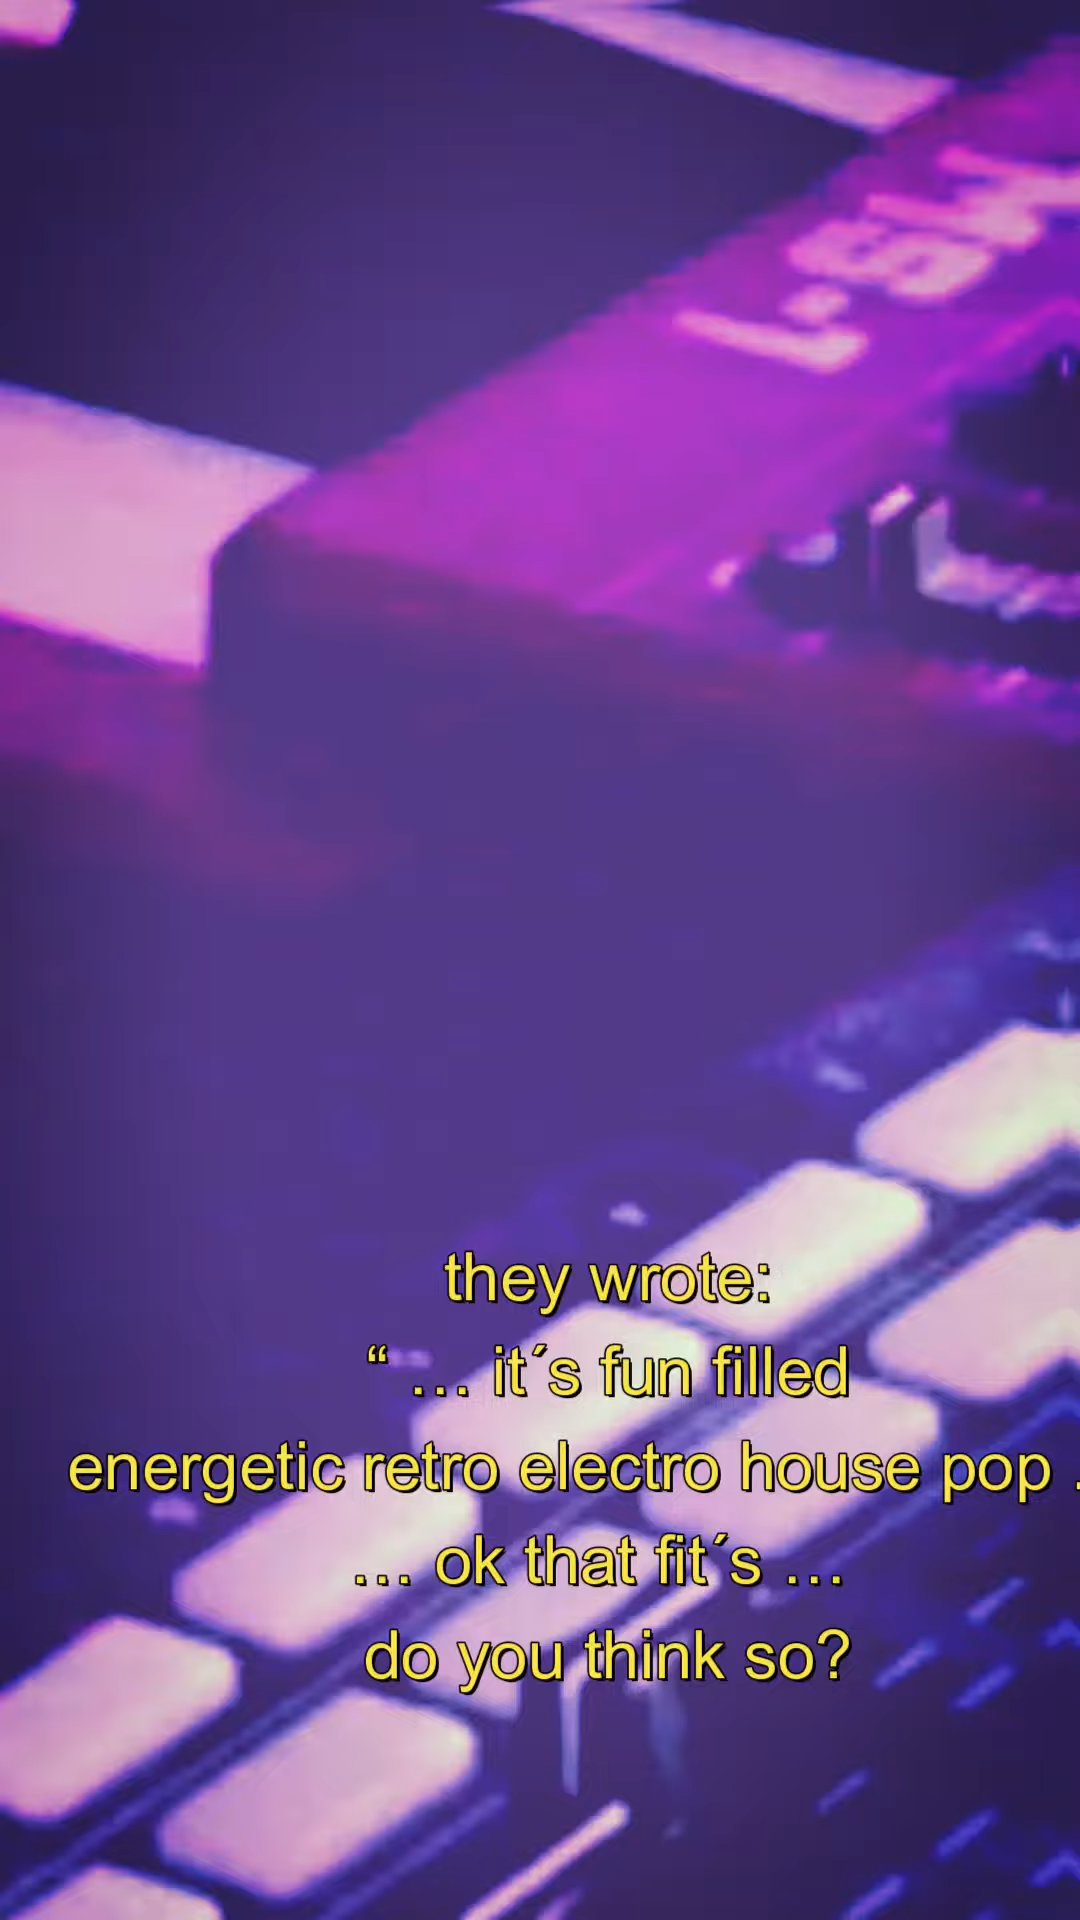 they wrote:
“ … it´s fun filled
energetic retro electro house pop .
… ok that fit´s …
do you think so?